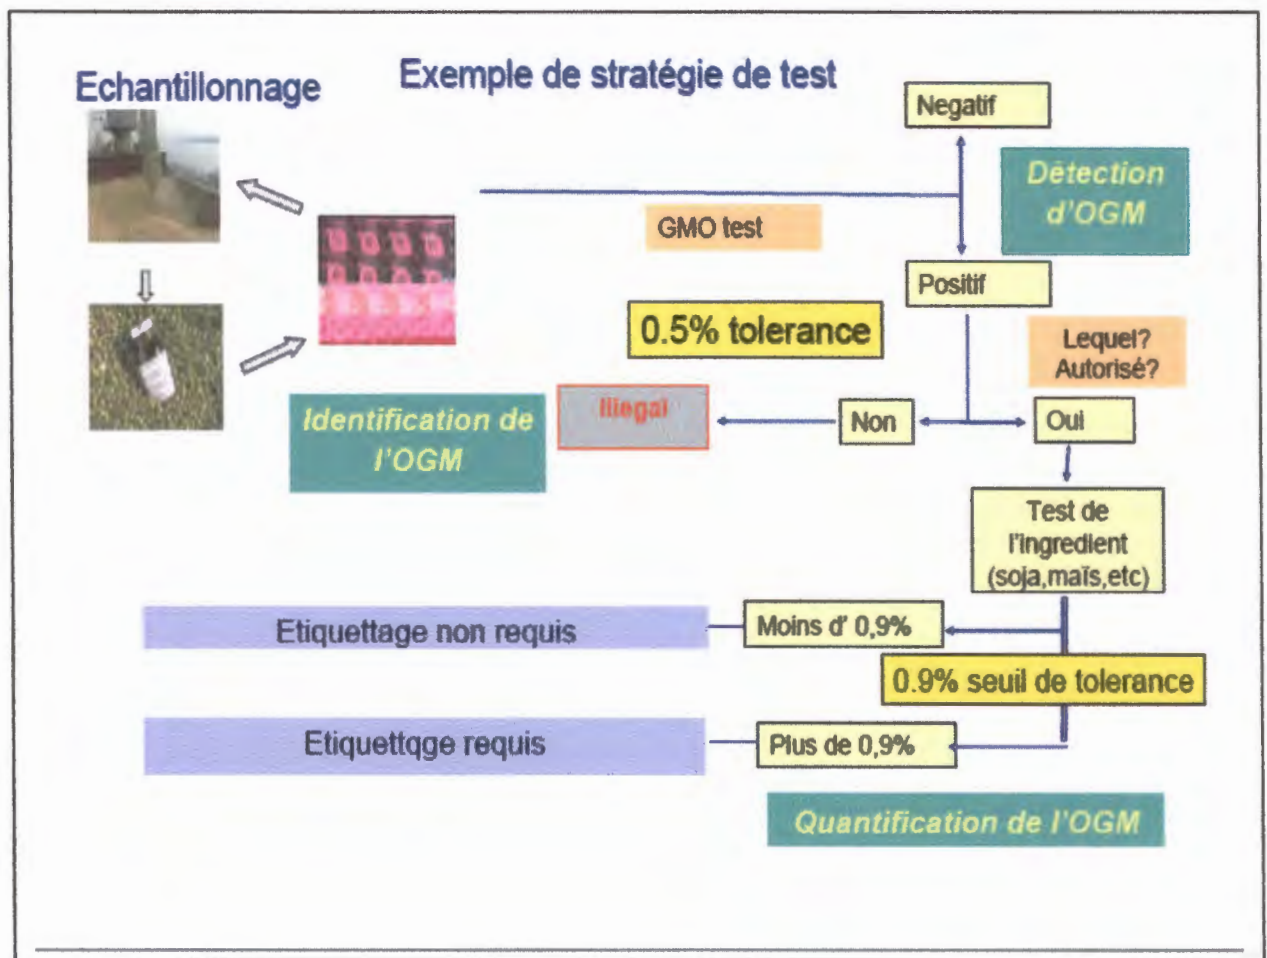 Echantillonnage
Exemple de stratégie de test
Negatif
Détection
d'OGM
GMO test
Positif
0.5% tolerance
Lequel?
Autorisé?
Identification de
l'OGM
Illegal
Non
Oui
Test de
l'ingredient
(soja,maïs,etc)
Etiquettage non requis
Moins d' 0,9%
0.9% seuil de tolerance
Etiquettqge requis
Plus de 0,9%
Quantification de l'OGM